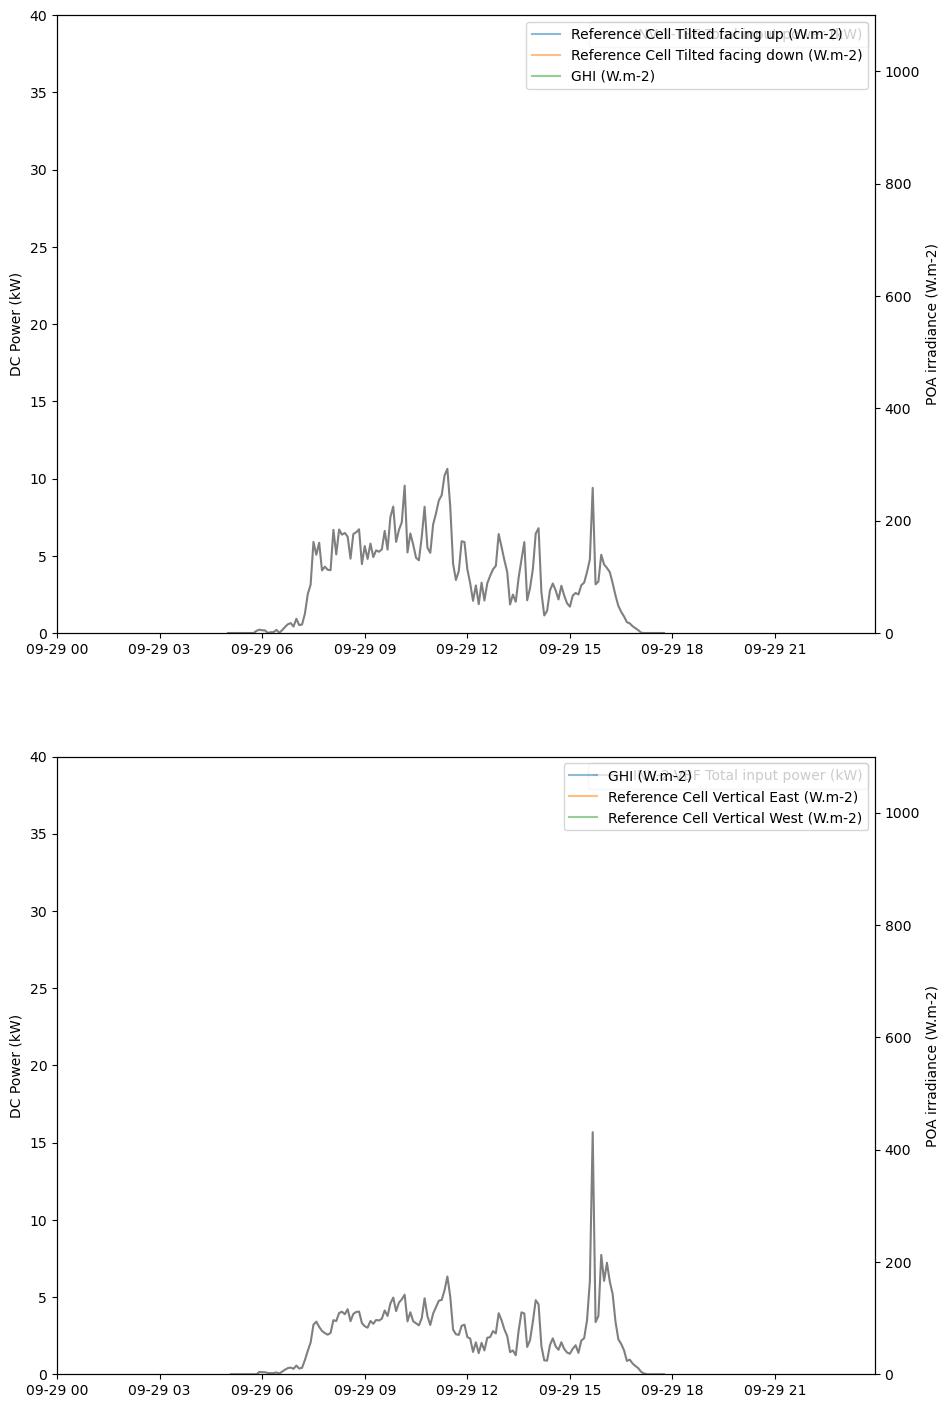 40
35
30
25
20
15
10
5
0
DC Power (kW)
Reference Cell Tilted facing up (W.m-2)
Reference Cell Tilted facing down (W.m-2)
GHI (W.m-2)
1000
800
600
400
200
0
POA irradiance (W.m-2)
09-29 00 09-29 03 09-29 06 09-29 09 09-29 12 09-29 15 09-29 18 09-29 21
40
35
30
25
20
15
10
5
0
DC Power (kW)
Total input power (kW)
GHI (W.m-2)
Reference Cell Vertical East (W.m-2)
Reference Cell Vertical West (W.m-2)
1000
800
600
400
200
0
POA irradiance (W.m-2)
09-29 00 09-29 03 09-29 06 09-29 09 09-29 12 09-29 15 09-29 18 09-29 21